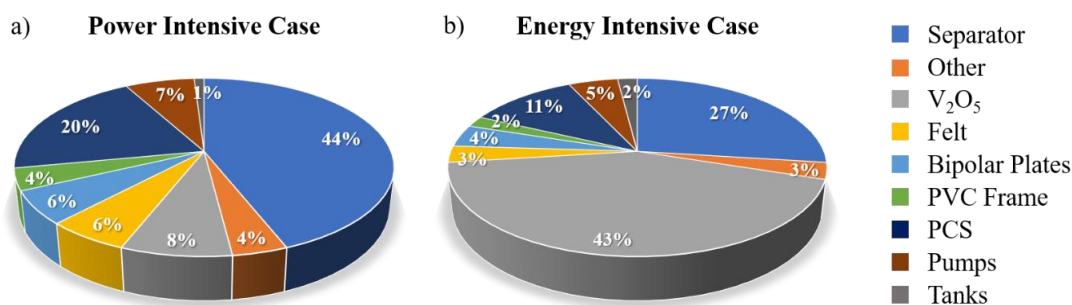 a) Power Intensive Case
b) Energy Intensive Case
1%
7%
20%
44%
4%
6%
6%
8%
4%
2%
5%
11%
27%
2%
4%
3%
3%
43%
Separator
Other
V₂O₅
Felt
Bipolar Plates
PVC Frame
PCS
Pumps
Tanks